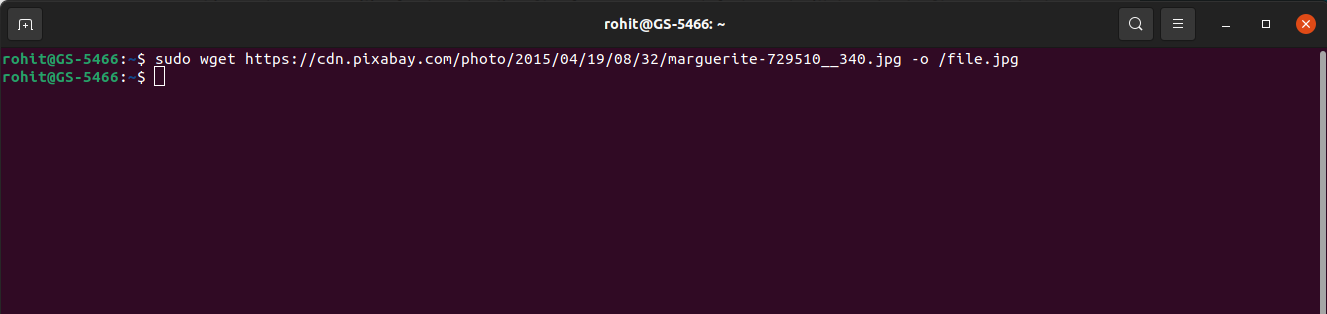 rohit@GS-5466: ~
rohit@GS-5466:~$ sudo wget https://cdn.pixabay.com/photo/2015/04/19/08/32/marguerite-729510__340.jpg -o /file.jpg
rohit@GS-5466:~$